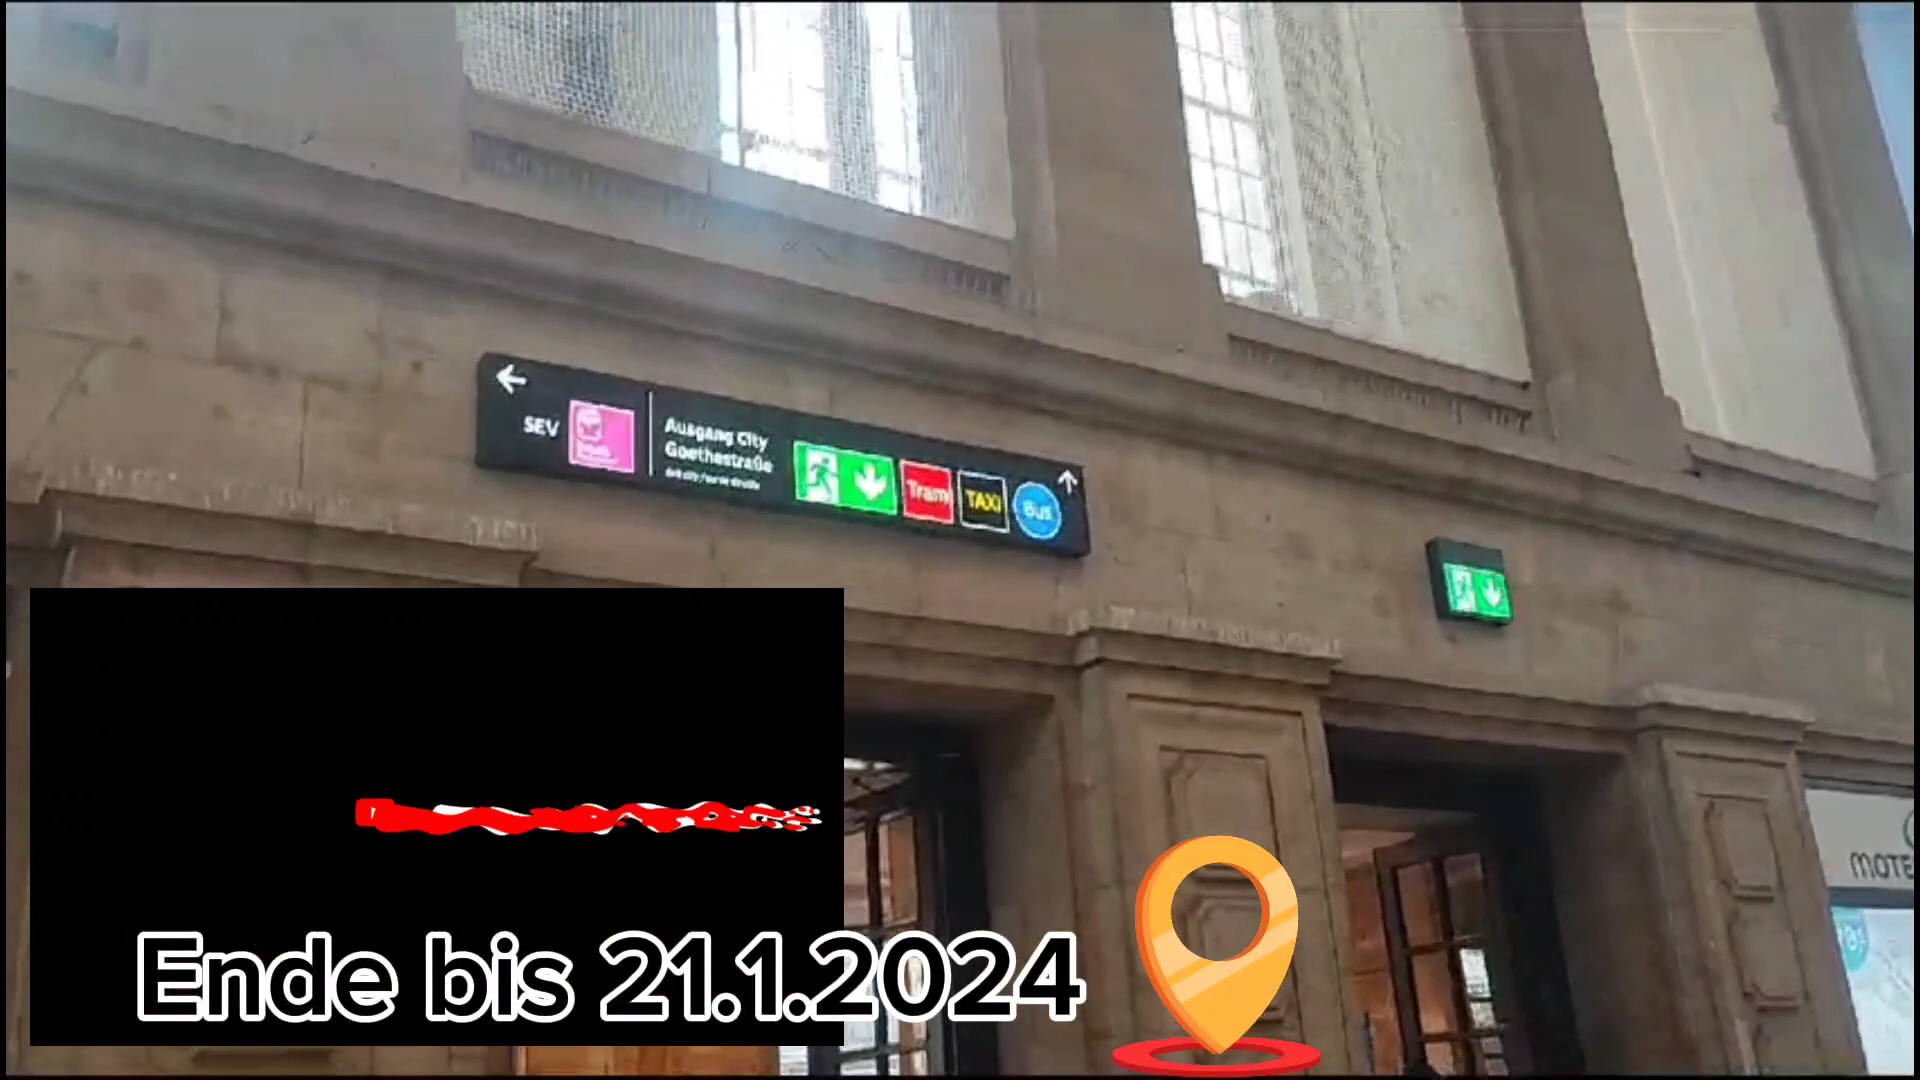 SEV
Ausgang City
Goethestraße
Tram
TAXI
Bus
MOTE
Ende bis 21.1.2024